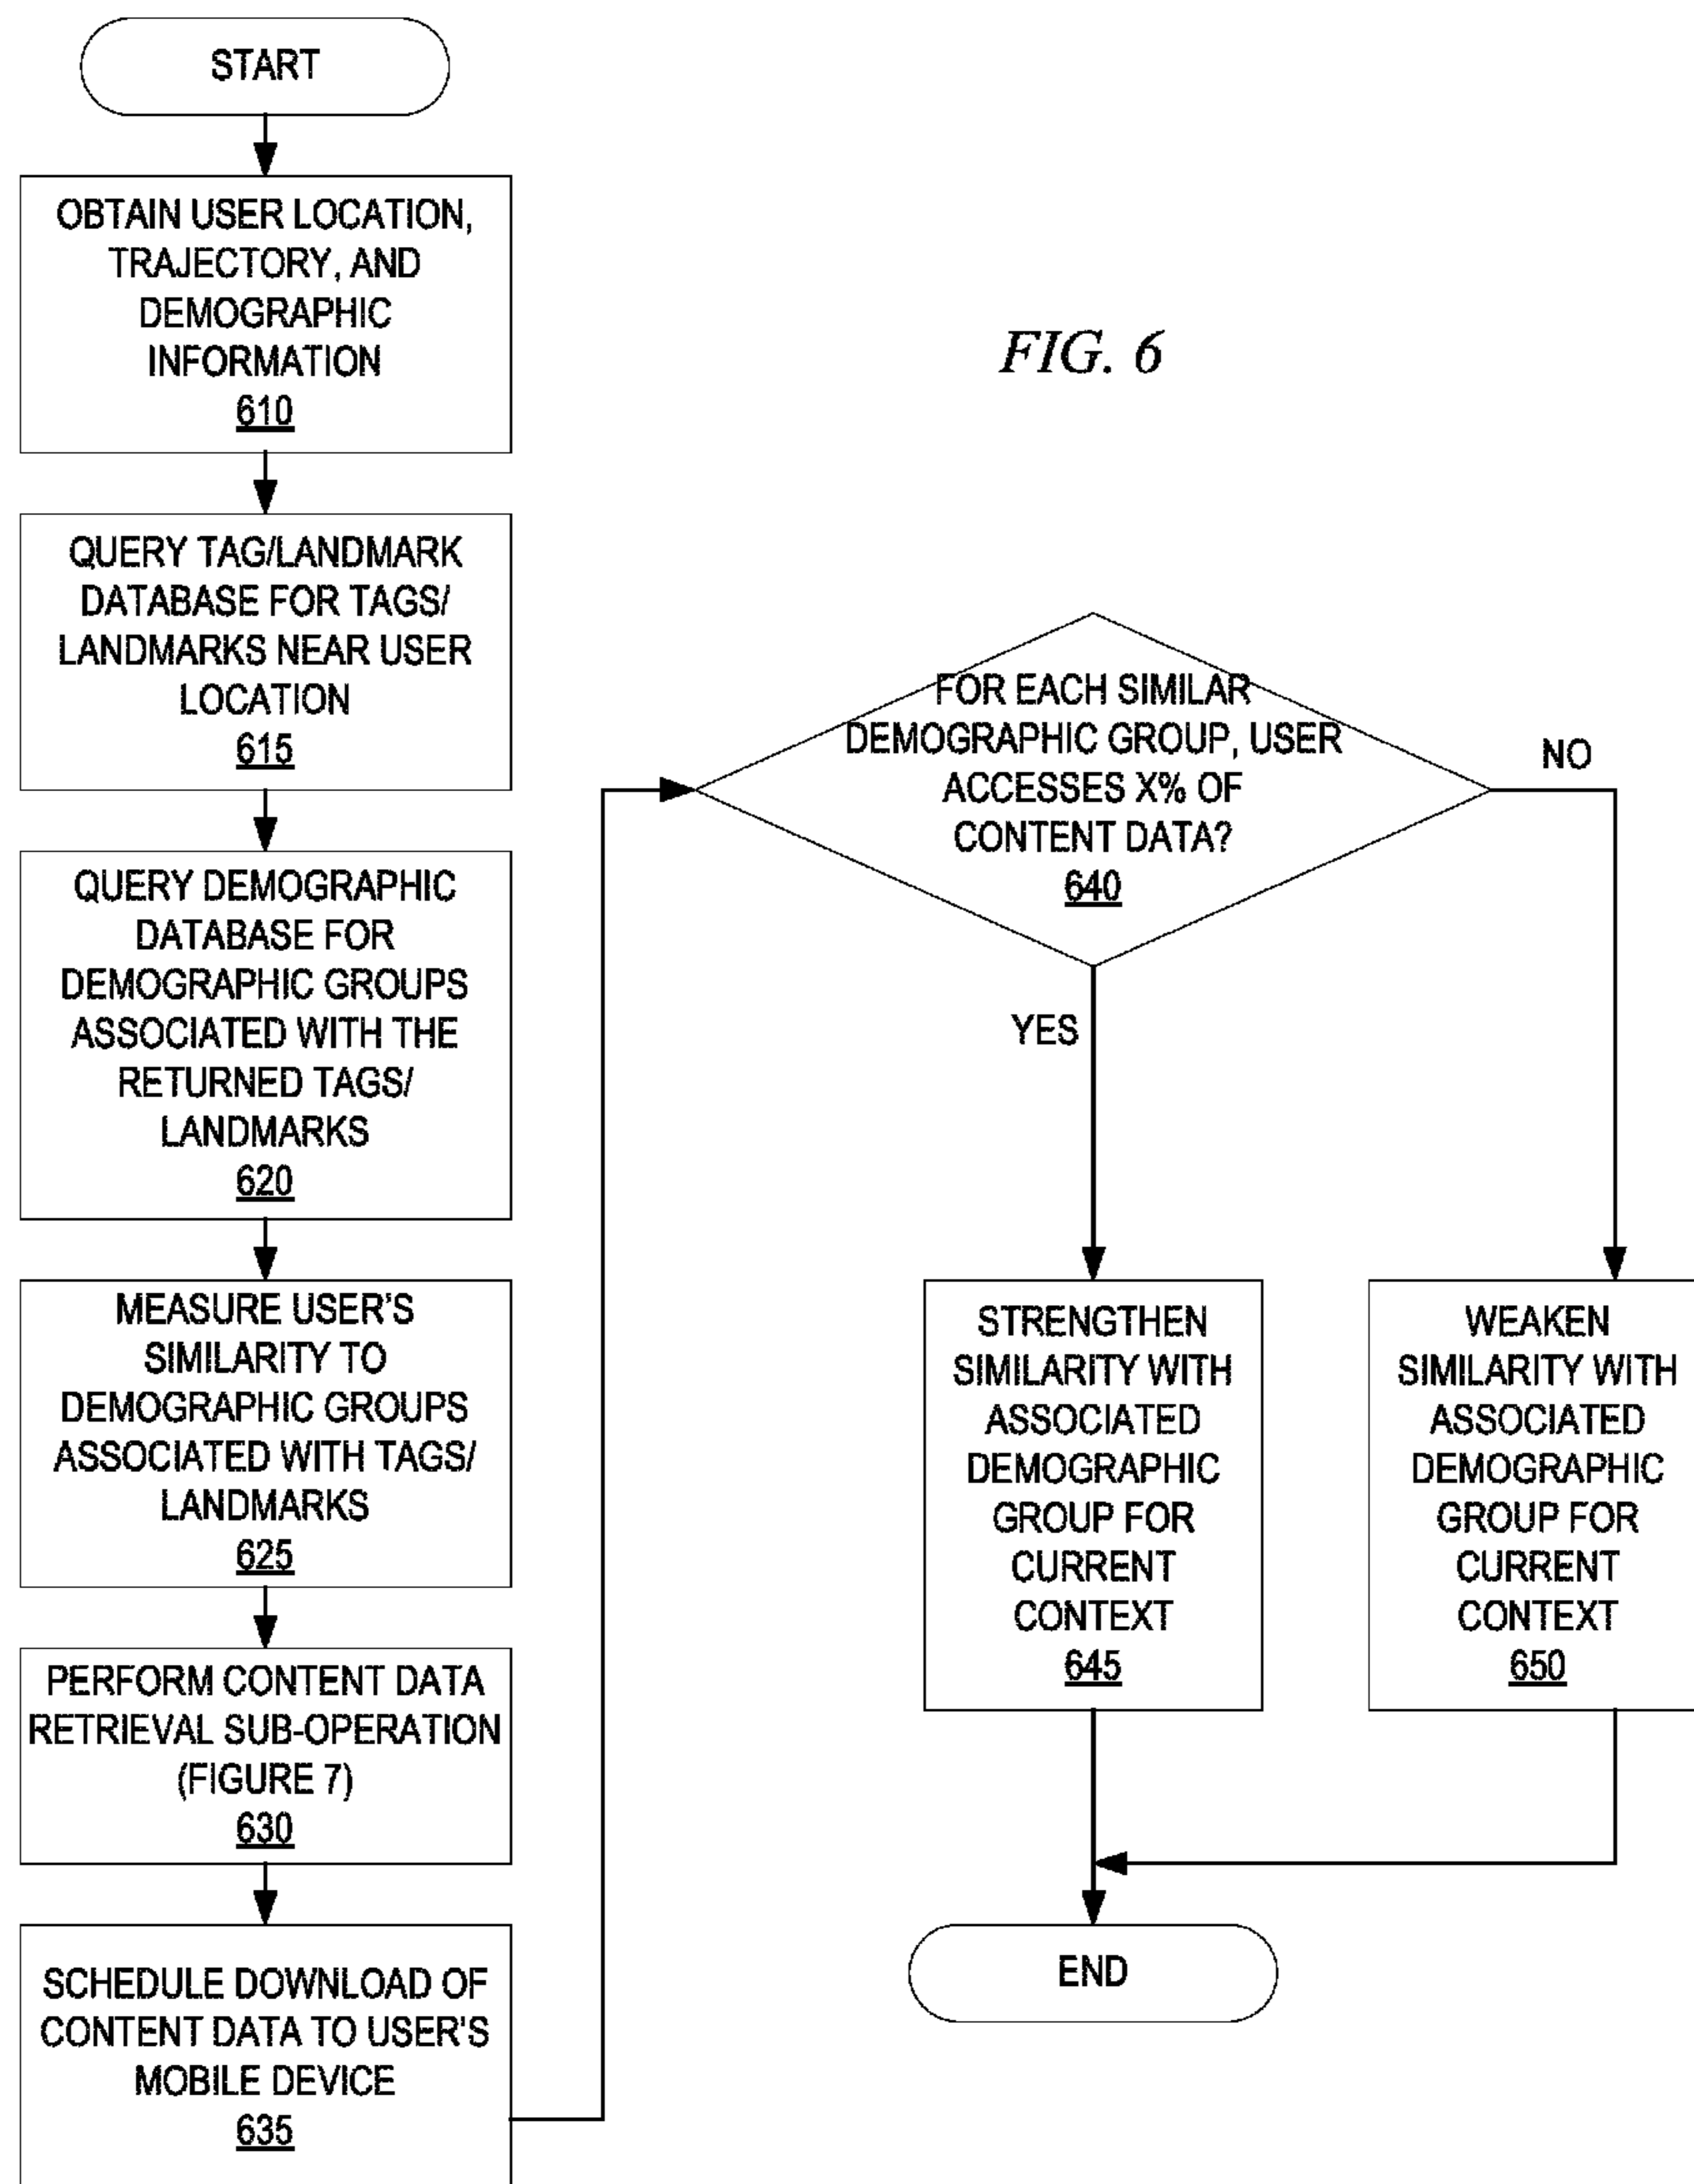 START
OBTAIN USER LOCATION,
TRAJECTORY, AND
DEMOGRAPHIC
INFORMATION
610
QUERY TAG/LANDMARK
DATABASE FOR TAGS/
LANDMARKS NEAR USER
LOCATION
615
QUERY DEMOGRAPHIC
DATABASE FOR
DEMOGRAPHIC GROUPS
ASSOCIATED WITH THE
RETURNED TAGS/
LANDMARKS
620
MEASURE USER'S
SIMILARITY TO
DEMOGRAPHIC GROUPS
ASSOCIATED WITH TAGS/
LANDMARKS
625
PERFORM CONTENT DATA
RETRIEVAL SUB-OPERATION
(FIGURE 7)
630
SCHEDULE DOWNLOAD OF
CONTENT DATA TO USER'S
MOBILE DEVICE
635
FIG. 6
FOR EACH SIMILAR
DEMOGRAPHIC GROUP, USER
ACCESSES X% OF
CONTENT DATA?
640
NO
YES
STRENGTHEN
SIMILARITY WITH
ASSOCIATED
DEMOGRAPHIC
GROUP FOR
CURRENT
CONTEXT
645
WEAKEN
SIMILARITY WITH
ASSOCIATED
DEMOGRAPHIC
GROUP FOR
CURRENT
CONTEXT
650
END